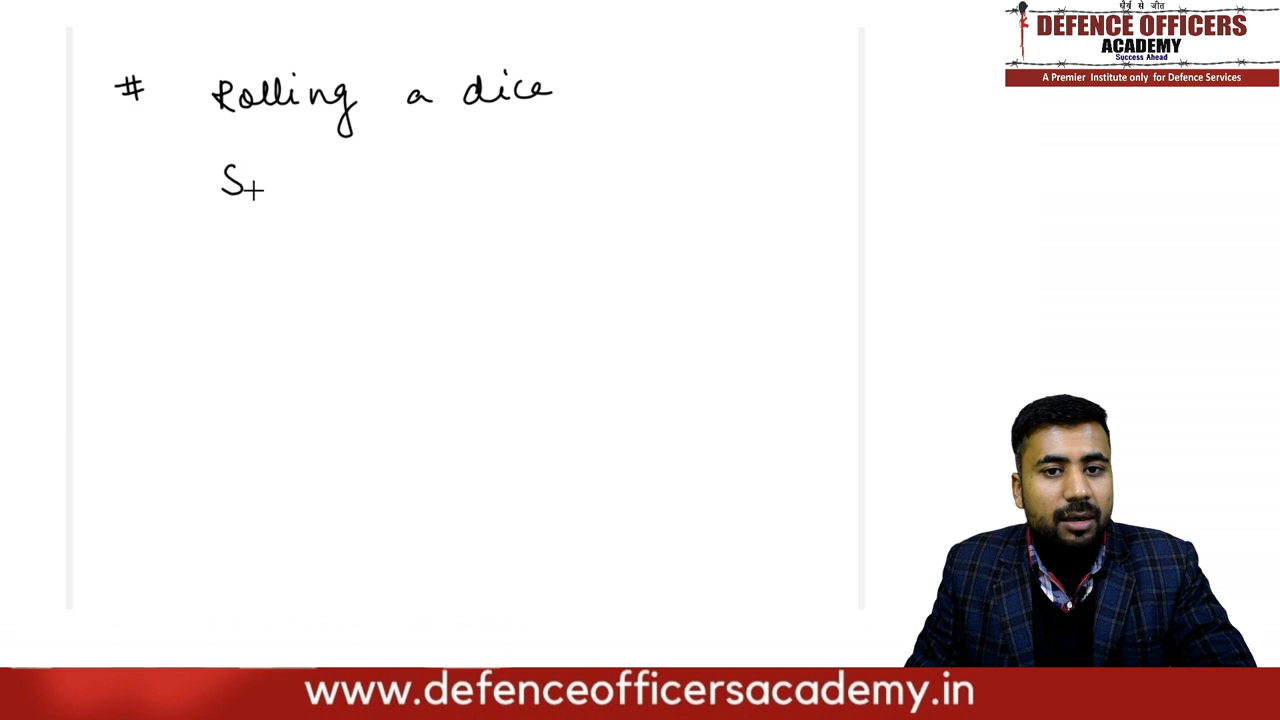 धैर्य से जीत
DEFENCE OFFICERS
ACADEMY
Success Ahead
A Premier Institute only for Defence Services
# Rolling a dice
S
www.defenceofficersacademy.in